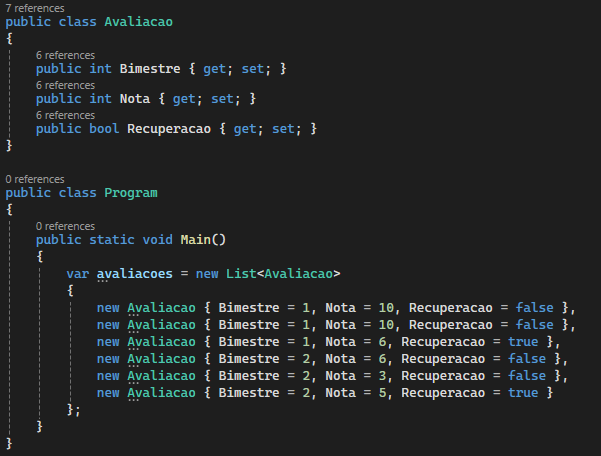 7 references
public class Avaliacao
{
6 references
public int Bimestre { get; set; }
6 references
public int Nota { get; set; }
6 references
public bool Recuperacao { get; set; }
}
0 references
public class Program
{
0 references
public static void Main()
{
var avaliacoes = new List<Avaliacao>
{
new Avaliacao { Bimestre = 1, Nota = 10, Recuperacao = false },
new Avaliacao { Bimestre = 1, Nota = 10, Recuperacao = false },
new Avaliacao { Bimestre = 1, Nota = 6, Recuperacao = true },
new Avaliacao { Bimestre = 2, Nota = 6, Recuperacao = false },
new Avaliacao { Bimestre = 2, Nota = 3, Recuperacao = false },
new Avaliacao { Bimestre = 2, Nota = 5, Recuperacao = true }
};
}
}